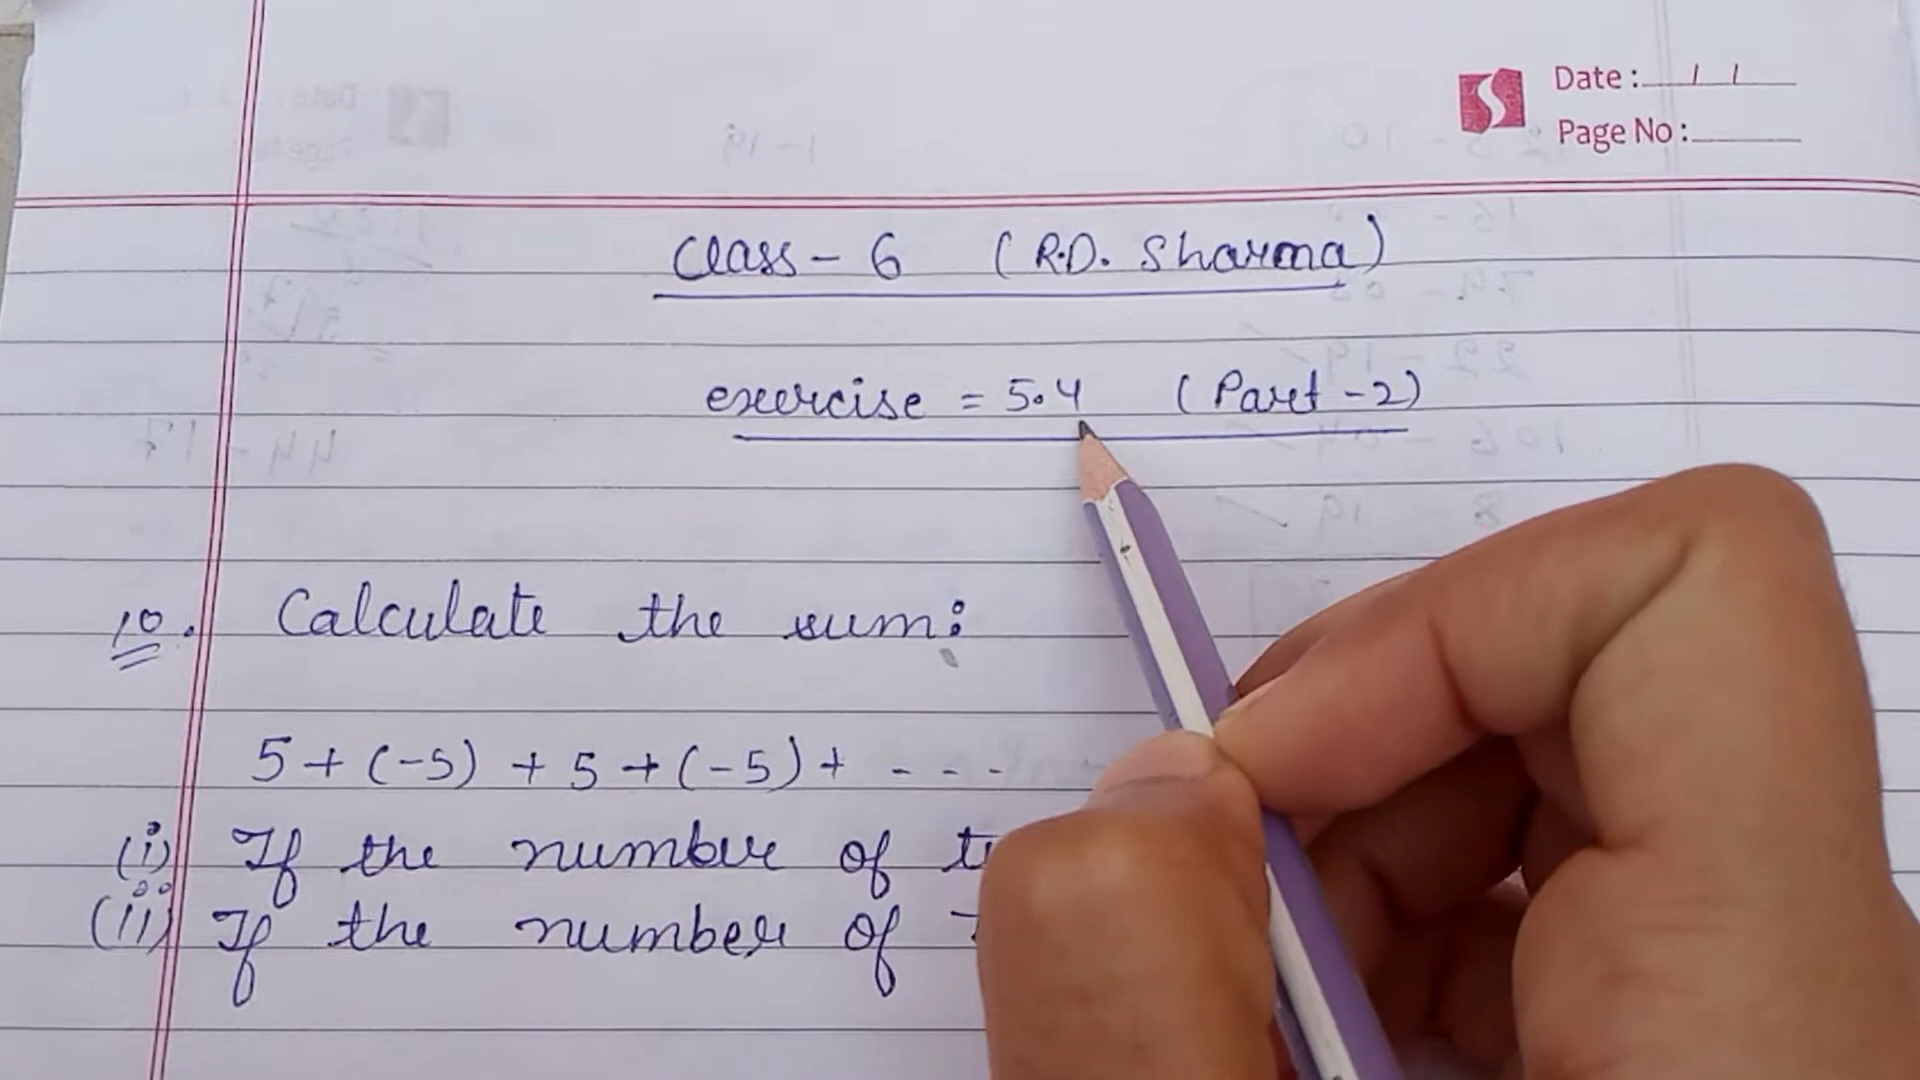 Date : / /
Page No :
Class - 6 (R.D. Sharma)
exercise = 5.4 (Part - 2)
10. Calculate the sum:
5 + (-5) + 5 + (-5) + - - -
(i) If the number of
(ii) If the number of